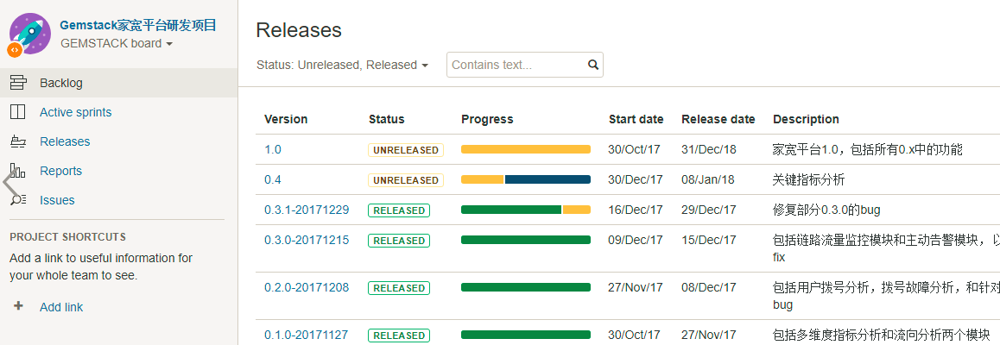 Gemstack家宽平台研发项目
GEMSTACK board
Backlog
Active sprints
Releases
Reports
Issues
PROJECT SHORTCUTS
Add a link to useful information for
your whole team to see.
Add link
Releases
Status: Unreleased, Released
Contains text...
Version Status Progress Start date Release date Description
1.0 UNRELEASED 30/Oct/17 31/Dec/18 家宽平台1.0，包括所有0.x中的功能
0.4 UNRELEASED 30/Dec/17 08/Jan/18 关键指标分析
0.3.1-20171229 RELEASED 16/Dec/17 29/Dec/17 修复部分0.3.0的bug
0.3.0-20171215 RELEASED 09/Dec/17 15/Dec/17 包括链路流量监控模块和主动告警模块，以
fix
0.2.0-20171208 RELEASED 27/Nov/17 08/Dec/17 包括用户拨号分析，拨号故障分析，和针对
bug
0.1.0-20171127 RELEASED 30/Oct/17 27/Nov/17 包括多维度指标分析和流向分析两个模块